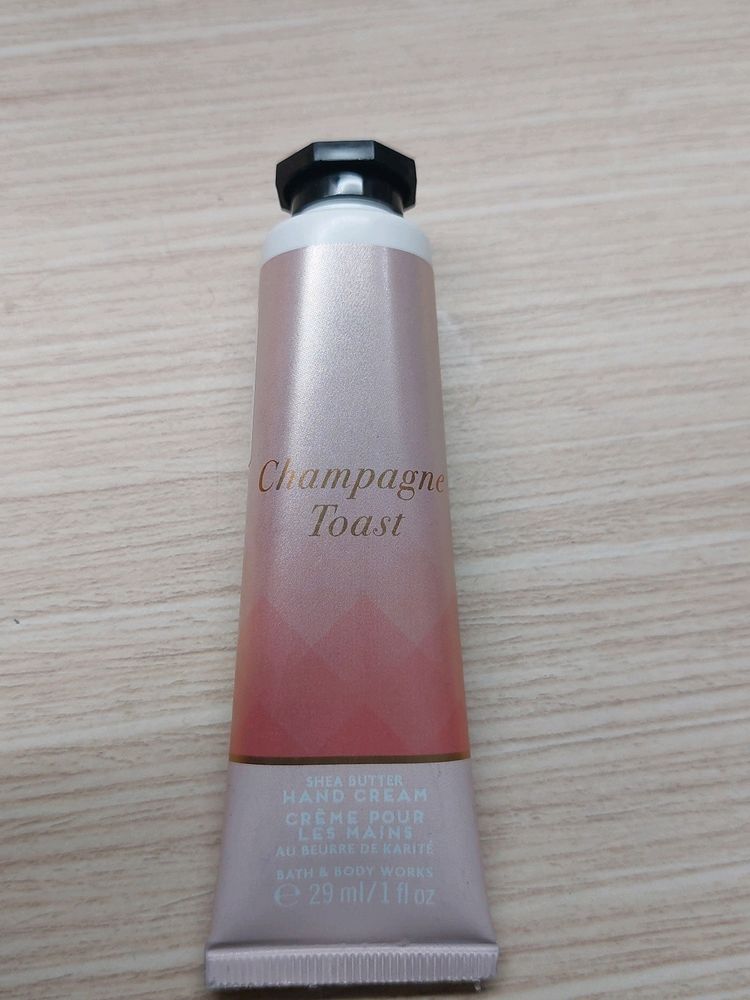 Champagne
Toast
SHEA BUTTER
HAND CREAM
CRÈME POUR
LES MAINS
AU BEURRE DE KARITÉ
BATH & BODY WORKS
℮ 29 ml/1 fl oz